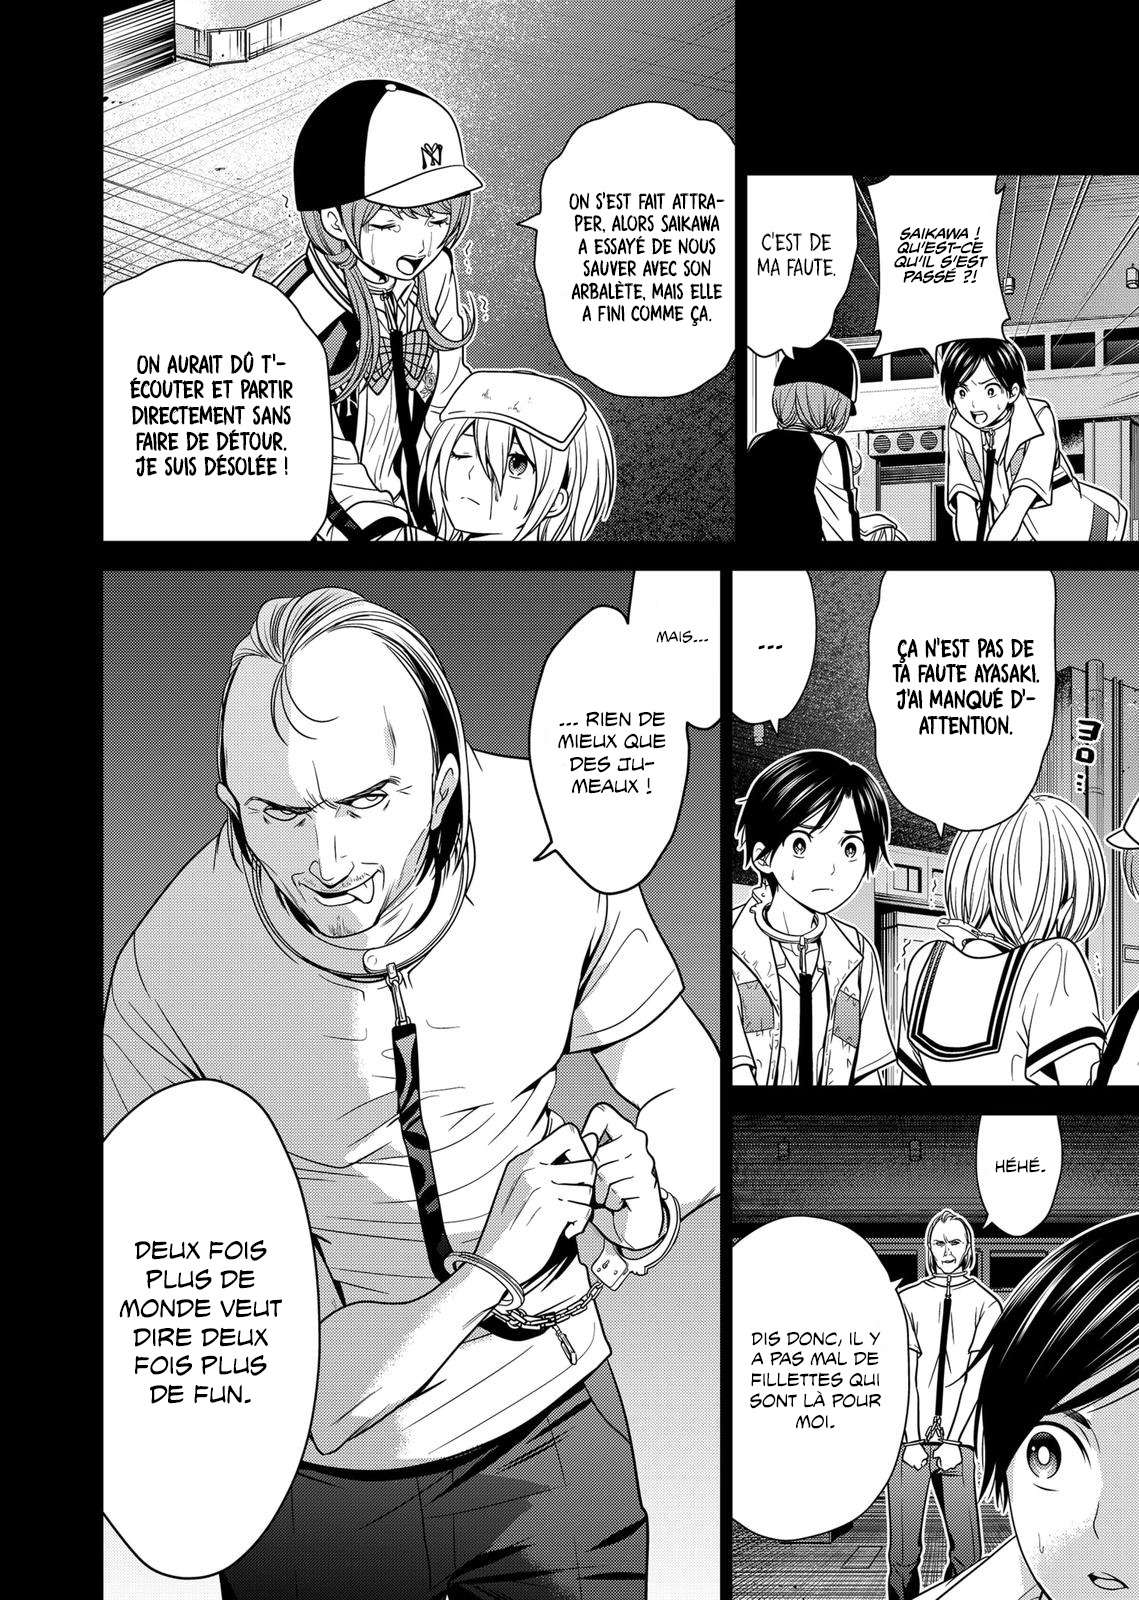 SAIKAWA !
QU'EST-CE
QU'IL S'EST
PASSÉ ?!
C'EST DE
MA FAUTE.
ON S'EST FAIT ATTRA-
PER, ALORS SAIKAWA
A ESSAYÉ DE NOUS
SAUVER AVEC SON
ARBALÈTE, MAIS ELLE
A FINI COMME ÇA.
ON AURAIT DÛ T'-
ÉCOUTER ET PARTIR
DIRECTEMENT SANS
FAIRE DE DÉTOUR.
JE SUIS DÉSOLÉE !
NY
ÇA N'EST PAS DE
TA FAUTE AYASAKI.
J'AI MANQUÉ D'-
ATTENTION.
ヨロ…
...
HÉHÉ.
DIS DONC, IL Y
A PAS MAL DE
FILLETTES QUI
SONT LÀ POUR
MOI.
MAIS...
... RIEN DE
MIEUX QUE
DES JU-
MEAUX !
DEUX FOIS
PLUS DE
MONDE VEUT
DIRE DEUX
FOIS PLUS
DE FUN.